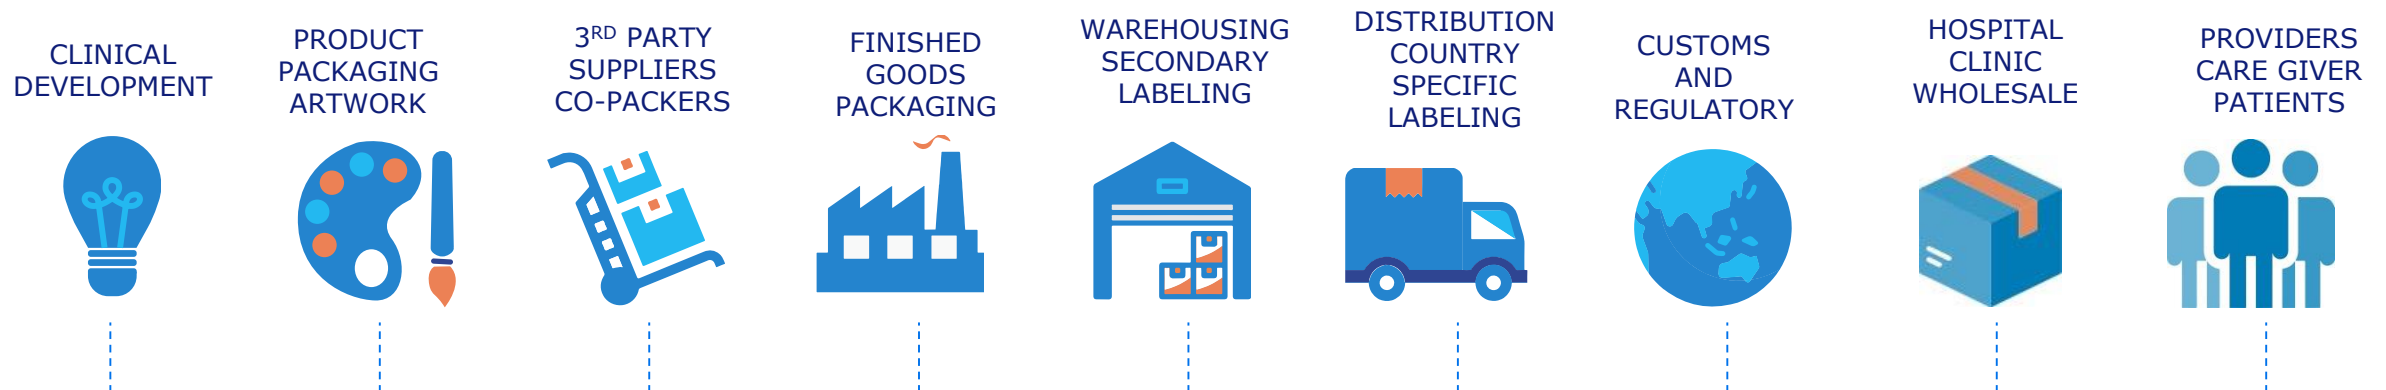 CLINICAL
DEVELOPMENT
PRODUCT
PACKAGING
ARTWORK
3RD PARTY
SUPPLIERS
CO-PACKERS
FINISHED
GOODS
PACKAGING
WAREHOUSING
SECONDARY
LABELING
DISTRIBUTION
COUNTRY
SPECIFIC
LABELING
CUSTOMS
AND
REGULATORY
HOSPITAL
CLINIC
WHOLESALE
PROVIDERS
CARE GIVER
PATIENTS